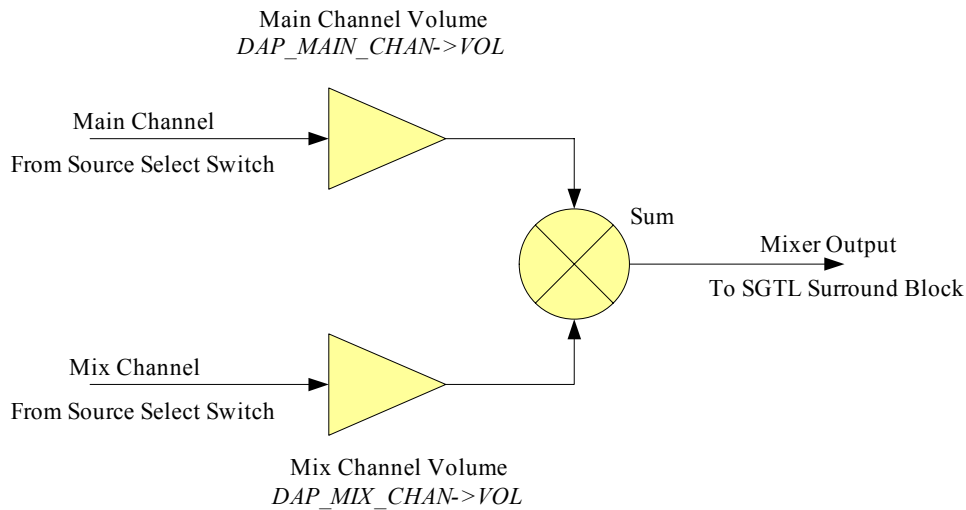 Main Channel Volume
DAP_MAIN_CHAN->VOL
Main Channel
From Source Select Switch
Sum
Mixer Output
To SGTL Surround Block
Mix Channel
From Source Select Switch
Mix Channel Volume
DAP_MIX_CHAN->VOL